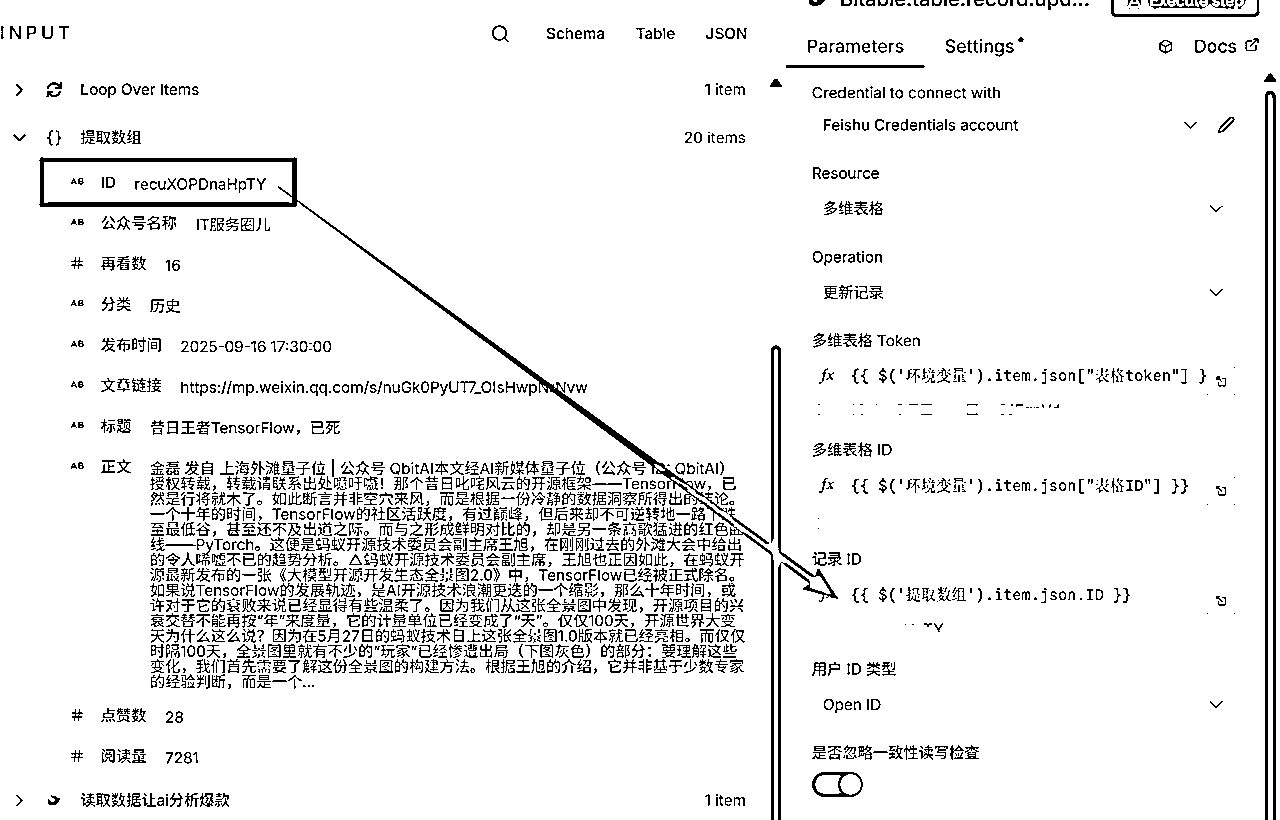 INPUT
Schema
Table
JSON
Loop Over Items
1 item
提取数组
20 items
ID recuXOPDnaHpTY
公众号名称 IT服务圈儿
再看数 16
分类 历史
发布时间 2025-09-16 17:30:00
文章链接 https://mp.weixin.qq.com/s/nuGk0PyUT7_OIsHwpN
标题 昔日王者TensorFlow，已死
正文 金磊 发自 上海外滩量子位 | 公众号 QbitAI本文经AI新媒体量子位（公众号 ID: QbitAI）
授权转载，转载请联系出处噫吁嚱！那个昔日叱咤风云的开源框架——TensorFlow，已
然是行将就木了。如此断言并非空穴来风，而是根据一份冷静的数据洞察所得出的结论。
一个十年的时间，TensorFlow的社区活跃度，有过巅峰，但后来却不可逆转地一路下跌
至最低谷，甚至还不及出道之际。而与之形成鲜明对比的，却是另一条高歌猛进的红色曲
线——PyTorch。这便是蚂蚁开源技术委员会副主席王旭，在刚刚过去的外滩大会中给出
的令人唏嘘不已的趋势分析。△蚂蚁开源技术委员会副主席，王旭也正因如此，在蚂蚁开
源最新发布的一张《大模型开源开发生态全景图2.0》中，TensorFlow已经被正式除名。
如果说TensorFlow的发展轨迹，是AI开源技术浪潮更迭的一个缩影，那么十年时间，或
许对于它的衰败来说已经显得有些温柔了。因为我们从这张全景图中发现，开源项目的兴
衰交替不能再按“年”来度量，它的计量单位已经变成了“天”。仅仅100天，开源世界大变
天为什么这么说？因为在5月27日的蚂蚁技术日上这张全景图1.0版本就已经亮相。而仅仅
时隔100天，全景图里就有不少的“玩家”已经惨遭出局（下图灰色）的部分：要理解这些
变化，我们首先需要了解这份全景图的构建方法。根据王旭的介绍，它并非基于少数专家
的经验判断，而是一个...
点赞数 28
阅读量 7281
读取数据让ai分析爆款
1 item
Bitable:table:record:upd...
Execute step
Parameters
Settings
Docs
Credential to connect with
Feishu Credentials account
Resource
多维表格
Operation
更新记录
多维表格 Token
fx {{ $('环境变量').item.json["表格token"] }
多维表格 ID
fx {{ $('环境变量').item.json["表格ID"] }}
记录 ID
{{ $('提取数组').item.json.ID }}
用户 ID 类型
Open ID
是否忽略一致性读写检查